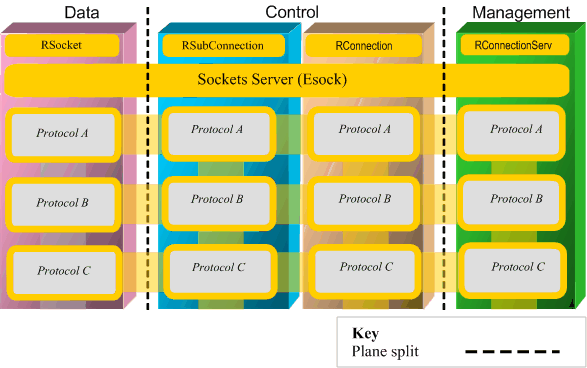 Data Control Management
RSocket RSubConnection RConnection RConnectionServ
Sockets Server (Esock)
Protocol A Protocol A Protocol A Protocol A
Protocol B Protocol B Protocol B Protocol B
Protocol C Protocol C Protocol C Protocol C
Key
Plane split